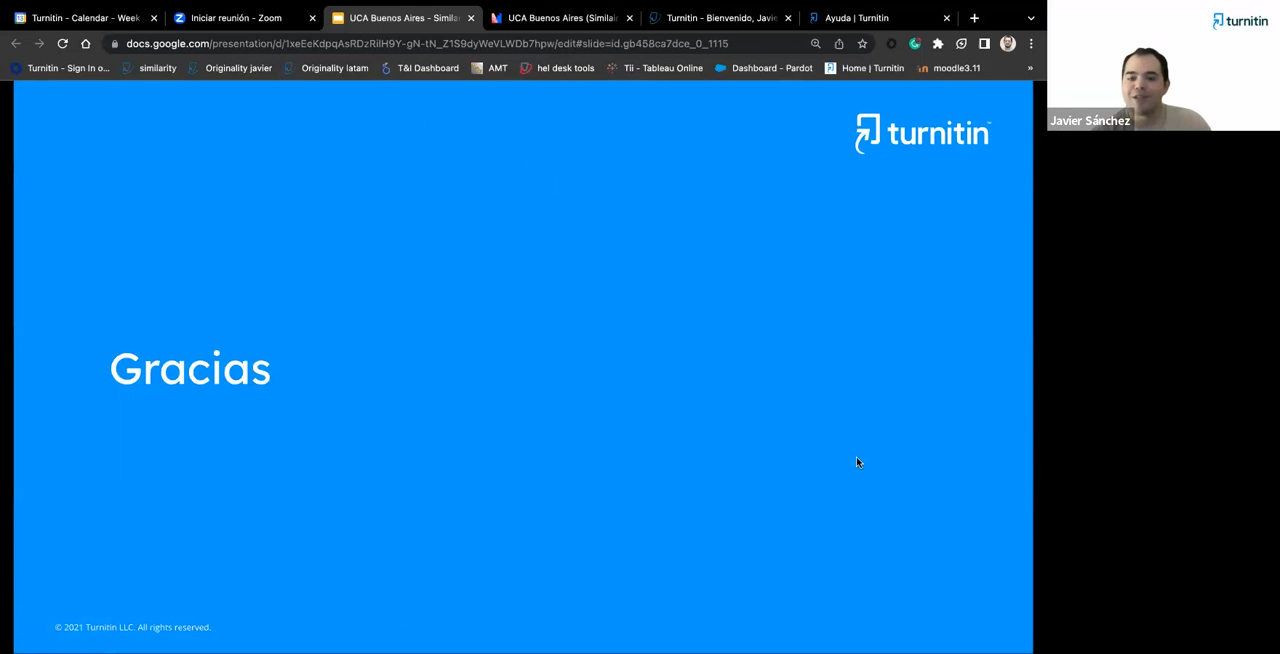 Turnitin - Calendar - Week
Iniciar reunión - Zoom
UCA Buenos Aires - Simila
UCA Buenos Aires (Similar
Turnitin - Bienvenido, Javie
Ayuda | Turnitin
docs.google.com/presentation/d/1xeEeKdpqAsRDzRilH9Y-gN-tN_Z1S9dyWeVLWDb7hpw/edit#slide=id.gb458ca7dce_0_1115
Turnitin - Sign In o...
similarity
Originality javier
Originality latam
T&I Dashboard
AMT
hel desk tools
Tii - Tableau Online
Dashboard - Pardot
Home | Turnitin
moodle3.11
turnitin
Javier Sánchez
turnitin
Gracias
© 2021 Turnitin LLC. All rights reserved.